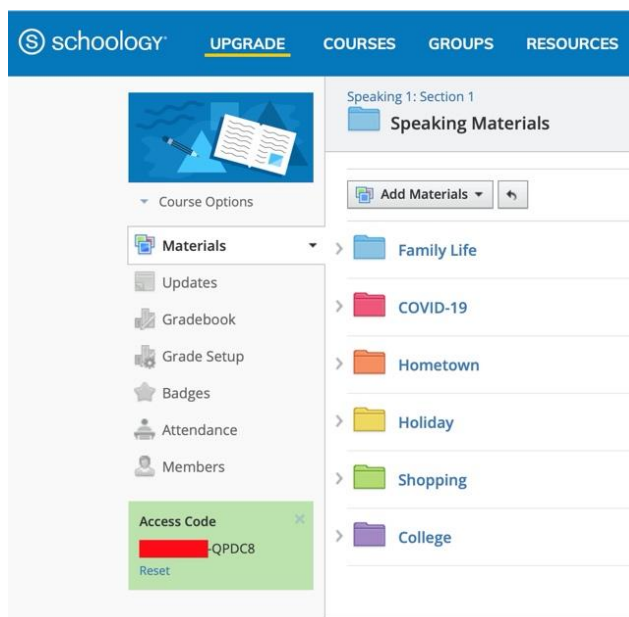 schoology UPGRADE COURSES GROUPS RESOURCES
Course Options
Materials
Updates
Gradebook
Grade Setup
Badges
Attendance
Members
Access Code
-QPDC8
Reset
Speaking 1: Section 1
Speaking Materials
Add Materials
Family Life
COVID-19
Hometown
Holiday
Shopping
College